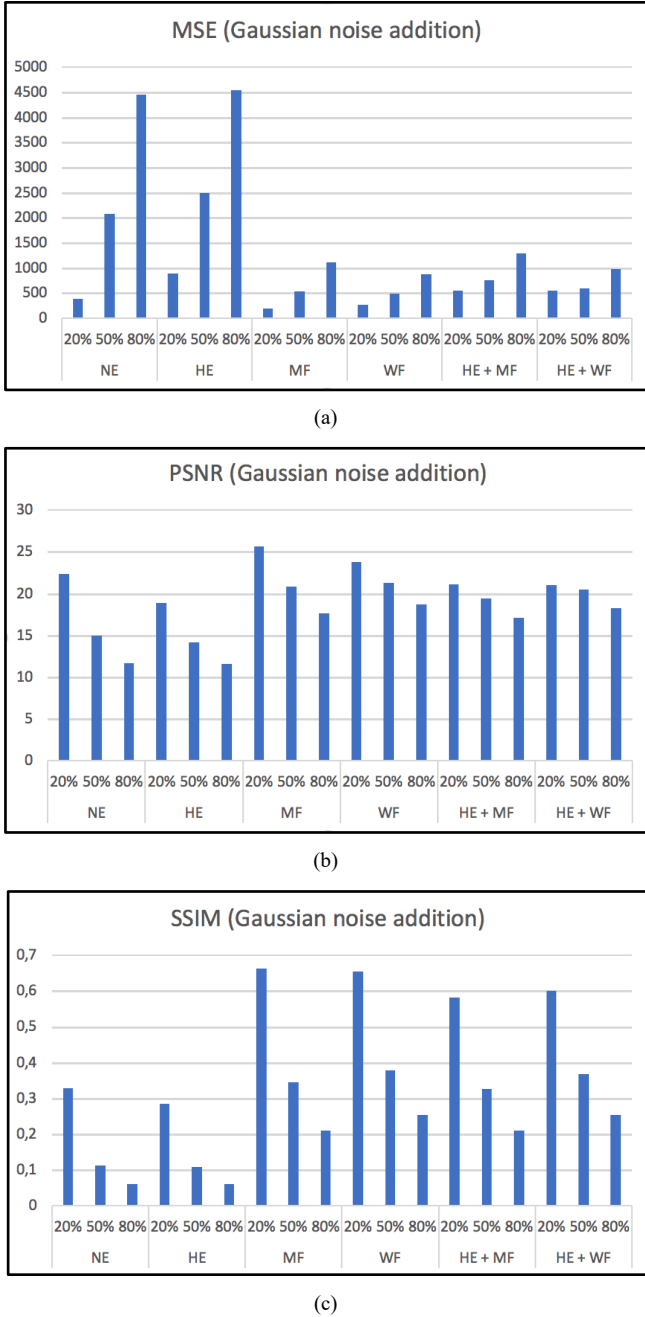 MSE (Gaussian noise addition)
5000
4500
4000
3500
3000
2500
2000
1500
1000
500
0
20% 50% 80% 20% 50% 80% 20% 50% 80% 20% 50% 80% 20% 50% 80% 20% 50% 80%
NE HE MF WF HE + MF HE + WF
(a)
PSNR (Gaussian noise addition)
30
25
20
15
10
5
0
20% 50% 80% 20% 50% 80% 20% 50% 80% 20% 50% 80% 20% 50% 80% 20% 50% 80%
NE HE MF WF HE + MF HE + WF
(b)
SSIM (Gaussian noise addition)
0,7
0,6
0,5
0,4
0,3
0,2
0,1
0
20% 50% 80% 20% 50% 80% 20% 50% 80% 20% 50% 80% 20% 50% 80% 20% 50% 80%
NE HE MF WF HE + MF HE + WF
(c)